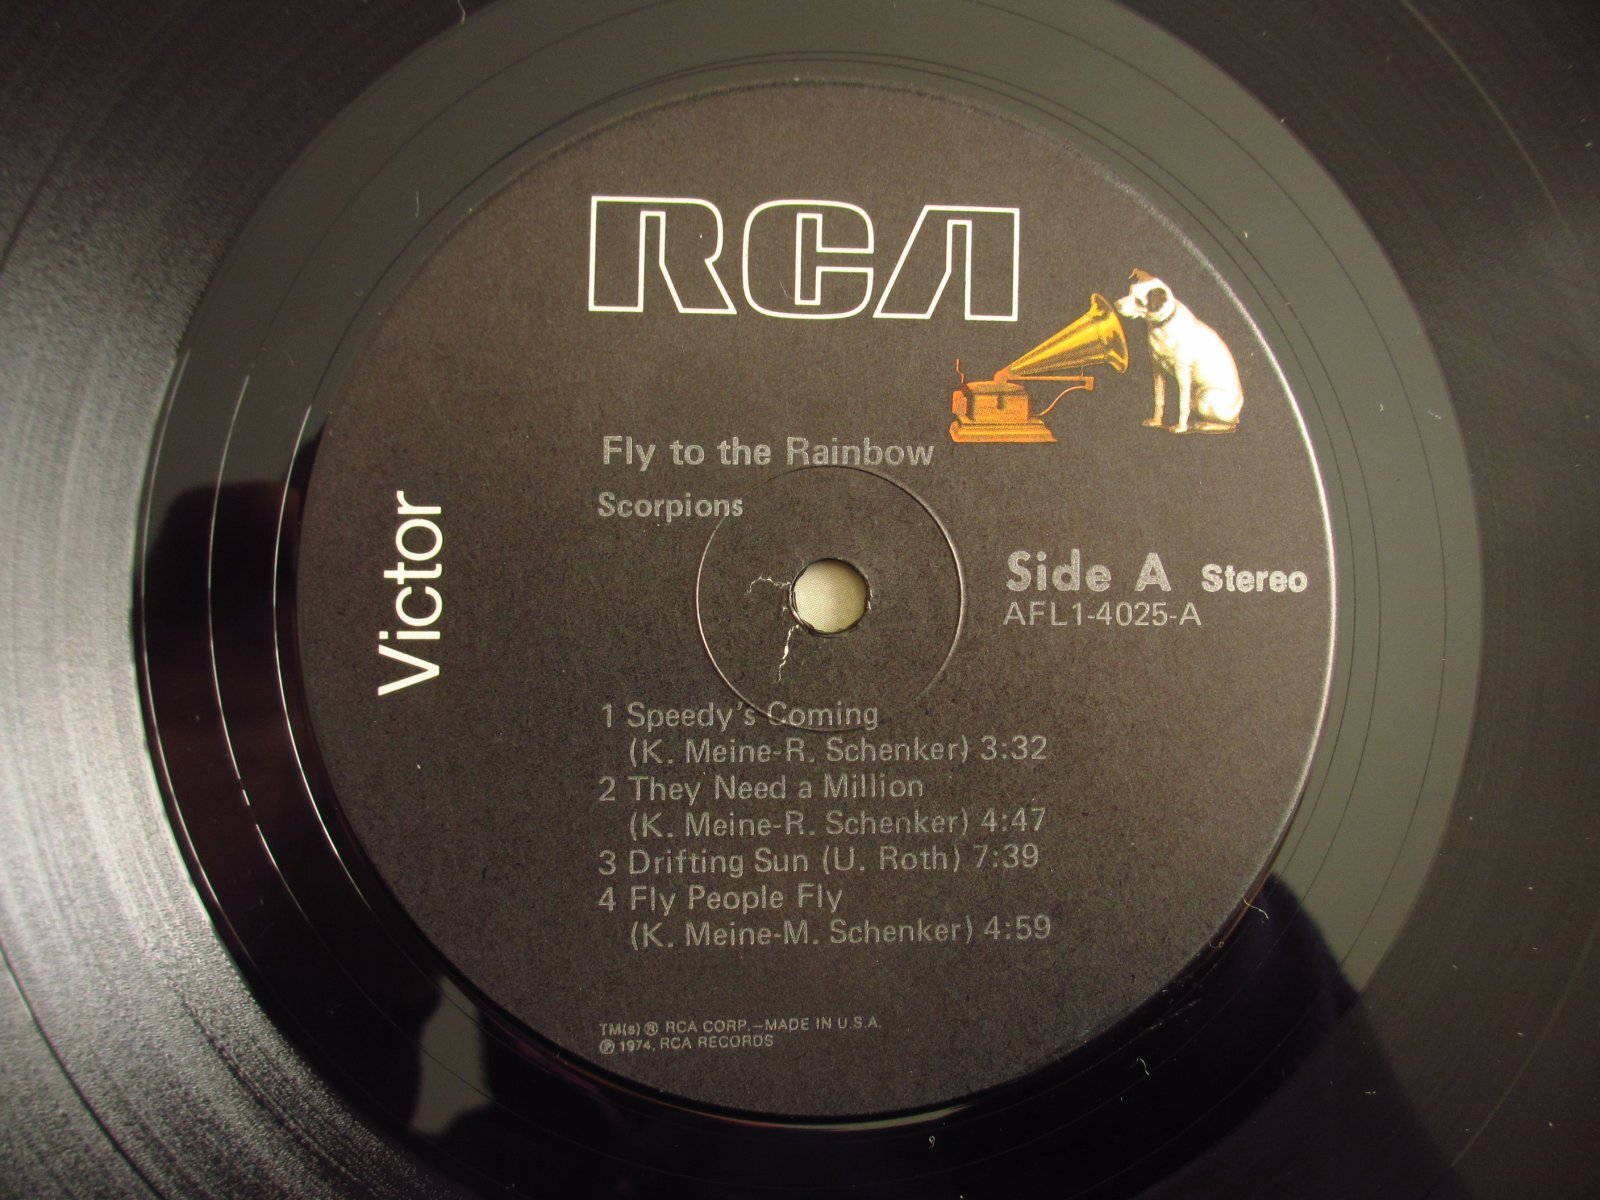 RCA
Victor
Fly to the Rainbow
Scorpions
Side A Stereo
AFL1-4025-A
1 Speedy's Coming
(K. Meine-R. Schenker) 3:32
2 They Need a Million
(K. Meine-R. Schenker) 4:47
3 Drifting Sun (U. Roth) 7:39
4 Fly People Fly
(K. Meine-M. Schenker) 4:59
TM(s) ® RCA CORP.—MADE IN U.S.A.
℗ 1974, RCA RECORDS